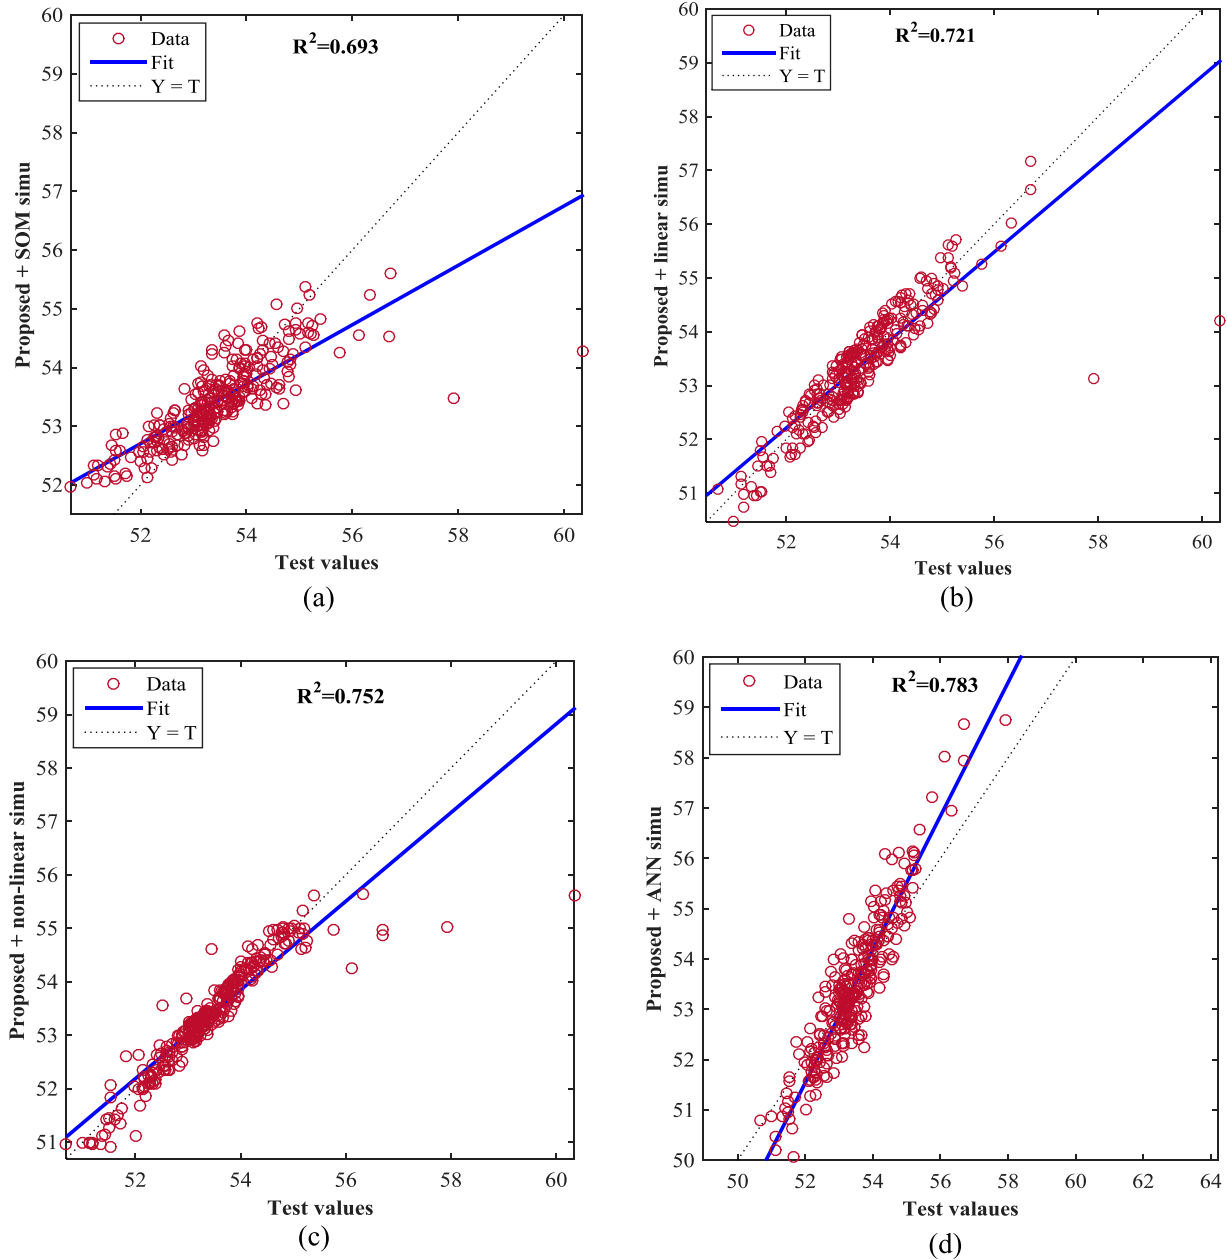 60
59
58
57
56
55
54
53
52
52
54
56
58
60
Data
Fit
Y = T
R²=0.693
Proposed + SOM simu
Test values
(a)
60
59
58
57
56
55
54
53
52
51
52
54
56
58
60
Data
Fit
Y = T
R²=0.721
Proposed + linear simu
Test values
(b)
60
59
58
57
56
55
54
53
52
51
52
54
56
58
60
Data
Fit
Y = T
R²=0.752
Proposed + non-linear simu
Test values
(c)
60
59
58
57
56
55
54
53
52
51
50
50
52
54
56
58
60
62
64
Data
Fit
Y = T
R²=0.783
Proposed + ANN simu
Test valaues
(d)